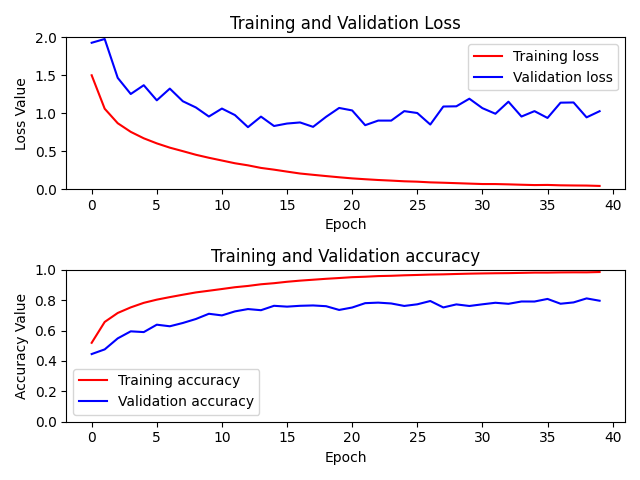 Training and Validation Loss
2.0
1.5
1.0
0.5
0.0
Loss Value
Training loss
Validation loss
0 5 10 15 20 25 30 35 40
Epoch
Training and Validation accuracy
1.0
0.8
0.6
0.4
0.2
0.0
Accuracy Value
Training accuracy
Validation accuracy
0 5 10 15 20 25 30 35 40
Epoch